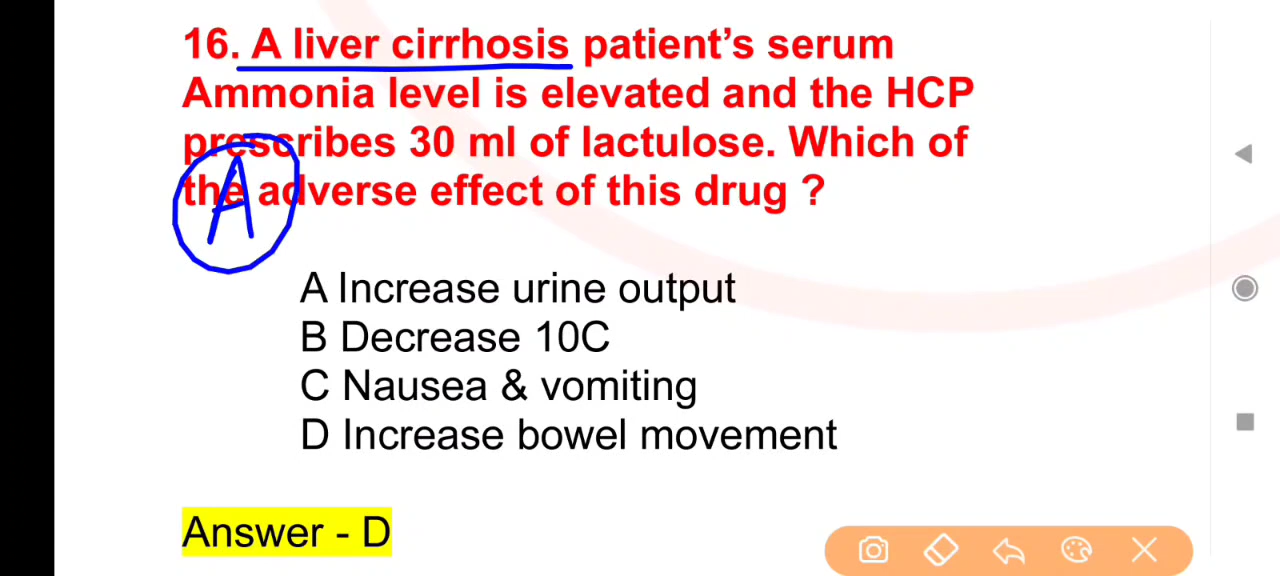 16. A liver cirrhosis patient’s serum
Ammonia level is elevated and the HCP
prescribes 30 ml of lactulose. Which of
the adverse effect of this drug ?
A
A Increase urine output
B Decrease 10C
C Nausea & vomiting
D Increase bowel movement
Answer - D